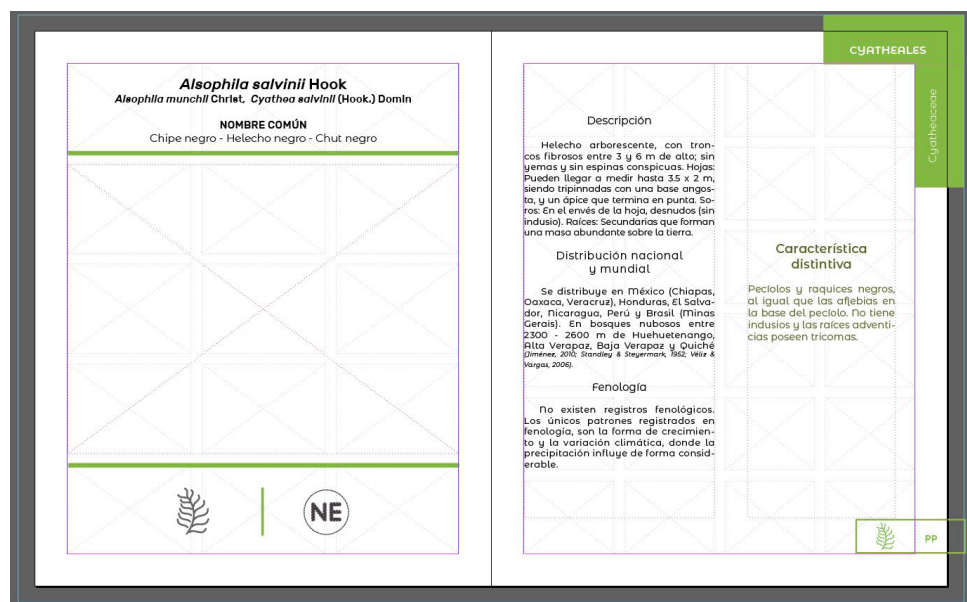 Alsophila salvinii Hook
Alsophila munchii Christ, Cyathea salvinii (Hook.) Domin
NOMBRE COMÚN
Chipe negro - Helecho negro - Chut negro
NE
CYATHEALES
Cyatheaceae
Descripción
Helecho arborescente, con tron-
cos fibrosos entre 3 y 6 m de alto; sin
yemas y sin espinas conspicuas. Hojas:
Pueden llegar a medir hasta 3.5 x 2 m,
siendo tripinnadas con una base angos-
ta, y un ápice que termina en punta. So-
ros: En el envés de la hoja, desnudos (sin
indusio). Raíces: Secundarias que forman
una masa abundante sobre la tierra.
Distribución nacional
y mundial
Se distribuye en México (Chiapas,
Oaxaca, Veracruz), Honduras, El Salva-
dor, Nicaragua, Perú y Brasil (Minas
Gerais). En bosques nubosos entre
2300 - 2600 m de Huehuetenango,
Alta Verapaz, Baja Verapaz y Quiché
(Jiménez, 2010; Standley & Steyermark, 1952; Véliz &
Vargas, 2006).
Fenología
No existen registros fenológicos.
Los únicos patrones registrados en
fenología, son la forma de crecimien-
to y la variación climática, donde la
precipitación influye de forma consid-
erable.
Característica
distintiva
Pecíolos y raquices negros,
al igual que las aflebias en
la base del pecíolo. No tiene
indusios y las raíces adventi-
cias poseen tricomas.
PP